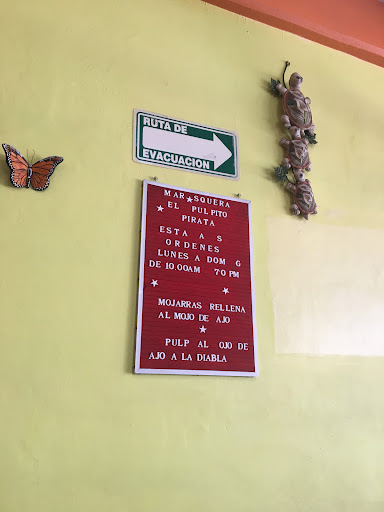 RUTA DE
EVACUACION
MAR SQUERA
EL PULPITO
PIRATA
ESTA A S
ORDENES
LUNES A DOM G
DE 10.00AM 70 PM
MOJARRAS RELLENA
AL MOJO DE AJO
PULP AL OJO DE
AJO A LA DIABLA